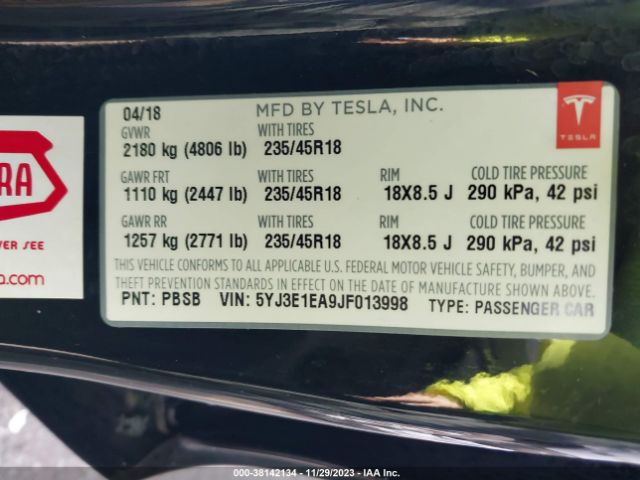 04/18 MFD BY TESLA, INC.
GVWR WITH TIRES
2180 kg (4806 lb) 235/45R18
GAWR FRT WITH TIRES RIM COLD TIRE PRESSURE
1110 kg (2447 lb) 235/45R18 18X8.5 J 290 kPa, 42 psi
GAWR RR WITH TIRES RIM COLD TIRE PRESSURE
1257 kg (2771 lb) 235/45R18 18X8.5 J 290 kPa, 42 psi
THIS VEHICLE CONFORMS TO ALL APPLICABLE U.S. FEDERAL MOTOR VEHICLE SAFETY, BUMPER, AND
THEFT PREVENTION STANDARDS IN EFFECT ON THE DATE OF MANUFACTURE SHOWN ABOVE.
PNT: PBSB VIN: 5YJ3E1EA9JF013998 TYPE: PASSENGER CAR
TESLA
RA
VER SEE
a.com
000-38142134 - 11/29/2023 - IAA Inc.